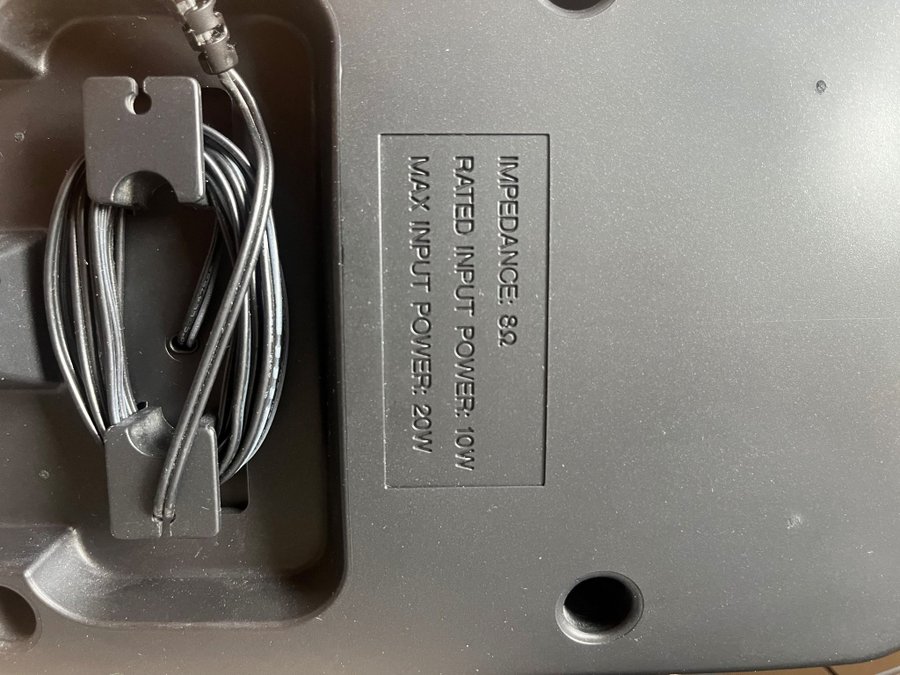 IMPEDANCE: 8Ω
RATED INPUT POWER: 10W
MAX INPUT POWER: 20W